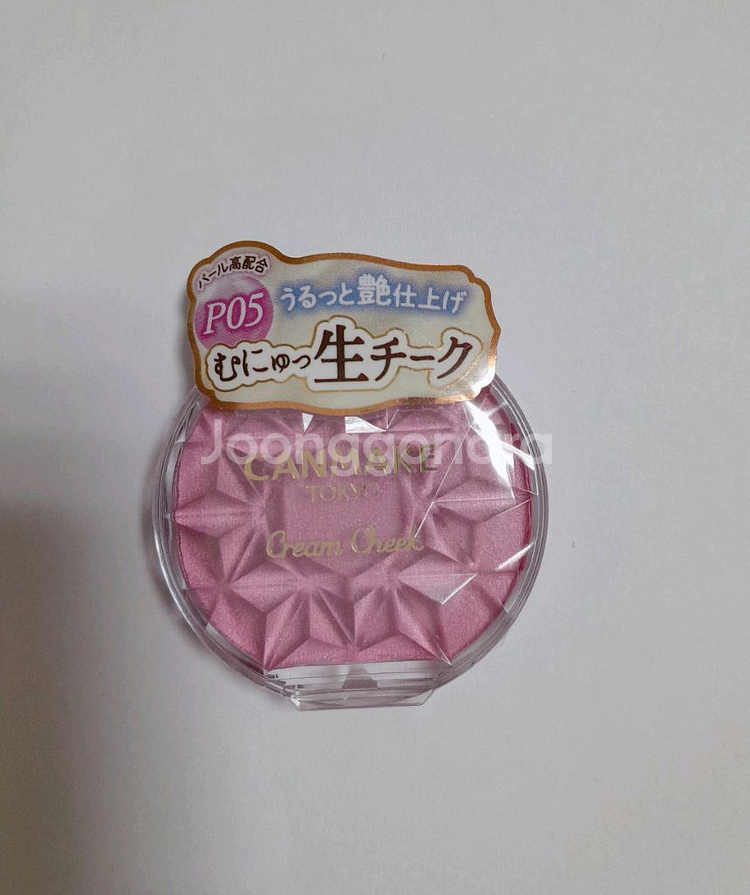 パール高配合
P05
うるっと艶仕上げ
むにゅっ生チーク
Joonggonara
CANMAKE
TOKYO
Cream Cheek